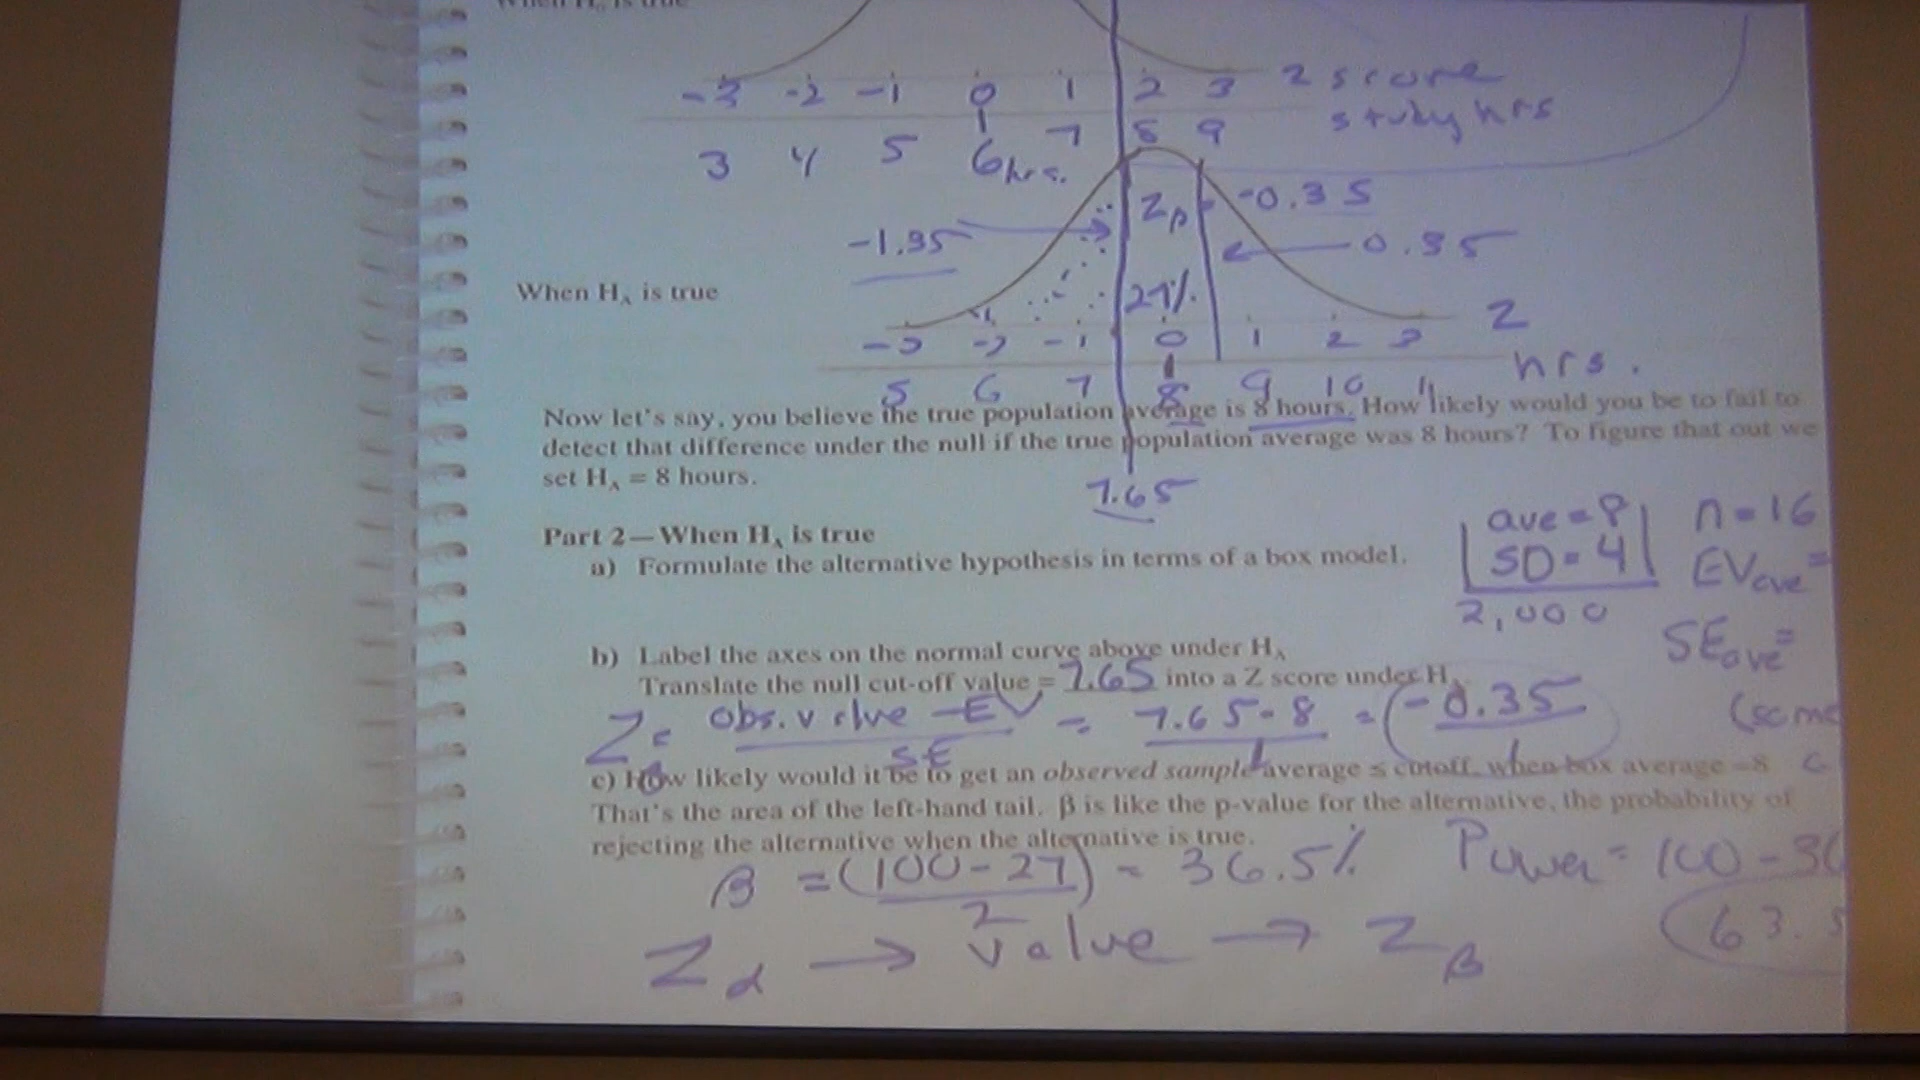 When H₀ is true
-3 -2 -1 0 1 2 3 Z score
3 4 5 6hrs. 7 8 9 study hrs
Zβ -0.35
-1.35 0.35
When Hₐ is true
27%
-3 -2 -1 0 1 2 3 Z
5 6 7 8 9 10 11 hrs.
Now let's say, you believe the true population average is 8 hours. How likely would you be to fail to
detect that difference under the null if the true population average was 8 hours? To figure that out we
set Hₐ = 8 hours.
7.65
ave = 8 n = 16
SD = 4 EVave =
2,000
SEave =
Part 2—When Hₐ is true
a) Formulate the alternative hypothesis in terms of a box model.
b) Label the axes on the normal curve above under Hₐ
Translate the null cut-off value = 7.65 into a Z score under H
Z = obs. value - EV / SE = 7.65 - 8 / 1 = -0.35 (same
c) How likely would it be to get an observed sample average ≤ cutoff, when box average =8
That's the area of the left-hand tail. β is like the p-value for the alternative, the probability of
rejecting the alternative when the alternative is true.
β = (100 - 27) / 2 = 36.5% Power = 100 - 36
63.5
Zα → value → Zβ